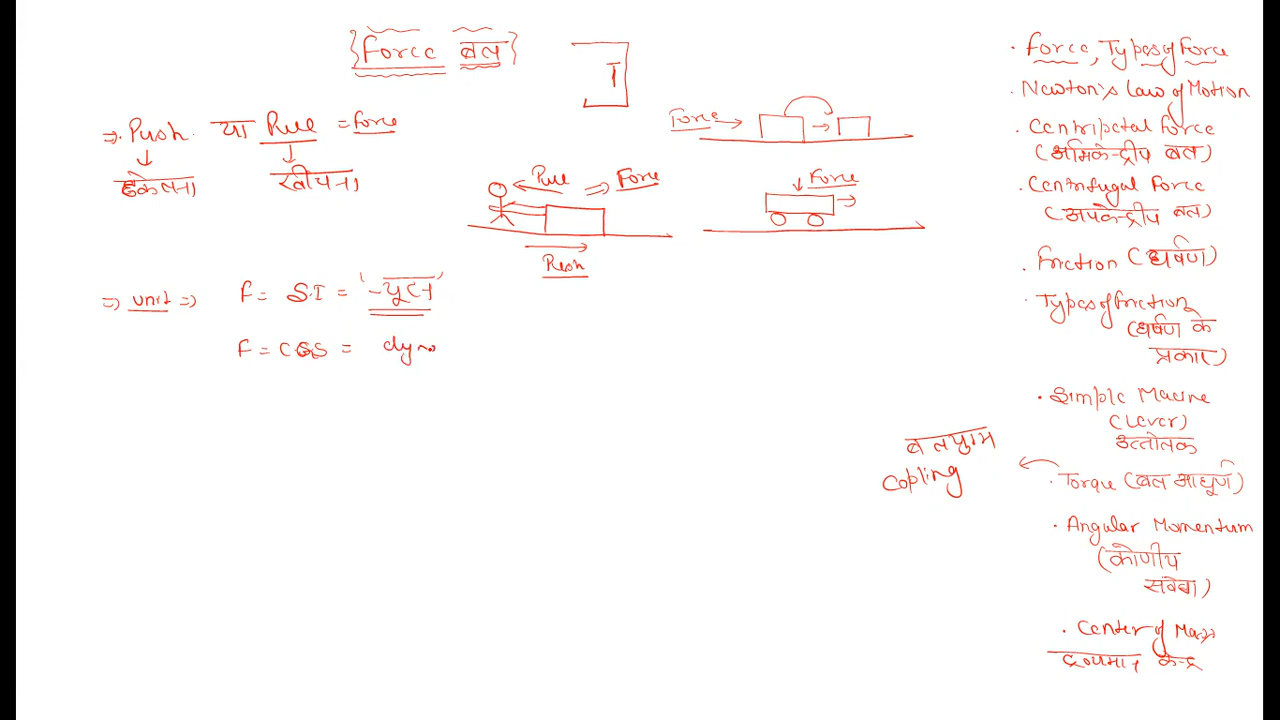 {Force बल}
T
⇒. Push या Pull = force
ढकेलना खींचना
Force →
Pull ⇒ Force
Push
Force
⇒ unit ⇒ F = S.I = 'न्यूटन'
F = CGS = dyno
बलयुग्म
Copling
· Force, Types of Force
· Newton's Law of Motion
· Centripetal Force
(अभिकेन्द्रीय बल)
· Centrifugal Force
(अपकेन्द्रीय बल)
· Friction (घर्षण)
· Types of friction
(घर्षण के
प्रकार)
· Simple Macine
(Lever)
उत्तोलक
· Torque (बल आघूर्ण)
· Angular Momentum
(कोणीय
संवेग)
· Center of Mass
द्रव्यमान केन्द्र